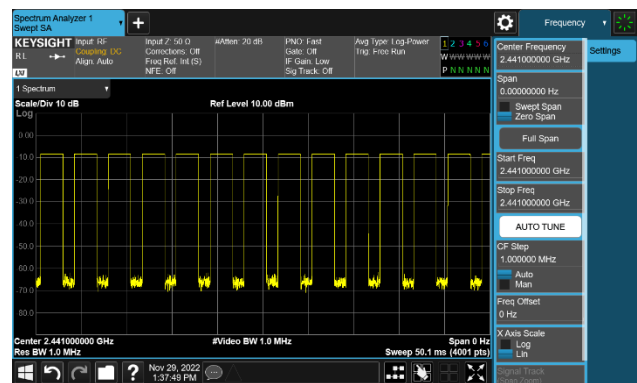 Spectrum Analyzer 1
Swept SA
Frequency
KEYSIGHT
RL
Input: RF
Coupling: DC
Align: Auto
Input Z: 50 Ω
Corrections: Off
Freq Ref: Int (S)
NFE: Off
#Atten: 20 dB
PNO: Fast
Gate: Off
IF Gain: Low
Sig Track: Off
Avg Type: Log-Power
Trig: Free Run
1 2 3 4 5 6
W W W W W W
P N N N N N
LXI
1 Spectrum
Scale/Div 10 dB
Ref Level 10.00 dBm
Log
0.00
-10.0
-20.0
-30.0
-40.0
-50.0
-60.0
-70.0
-80.0
Center 2.441000000 GHz
#Video BW 1.0 MHz
Span 0 Hz
Res BW 1.0 MHz
Sweep 50.1 ms (4001 pts)
Center Frequency
2.441000000 GHz
Settings
Span
0.00000000 Hz
Swept Span
Zero Span
Full Span
Start Freq
2.441000000 GHz
Stop Freq
2.441000000 GHz
AUTO TUNE
CF Step
1.000000 MHz
Auto
Man
Freq Offset
0 Hz
X Axis Scale
Log
Lin
Signal Track
(Span Zoom)
?
Nov 29, 2022
1:37:49 PM